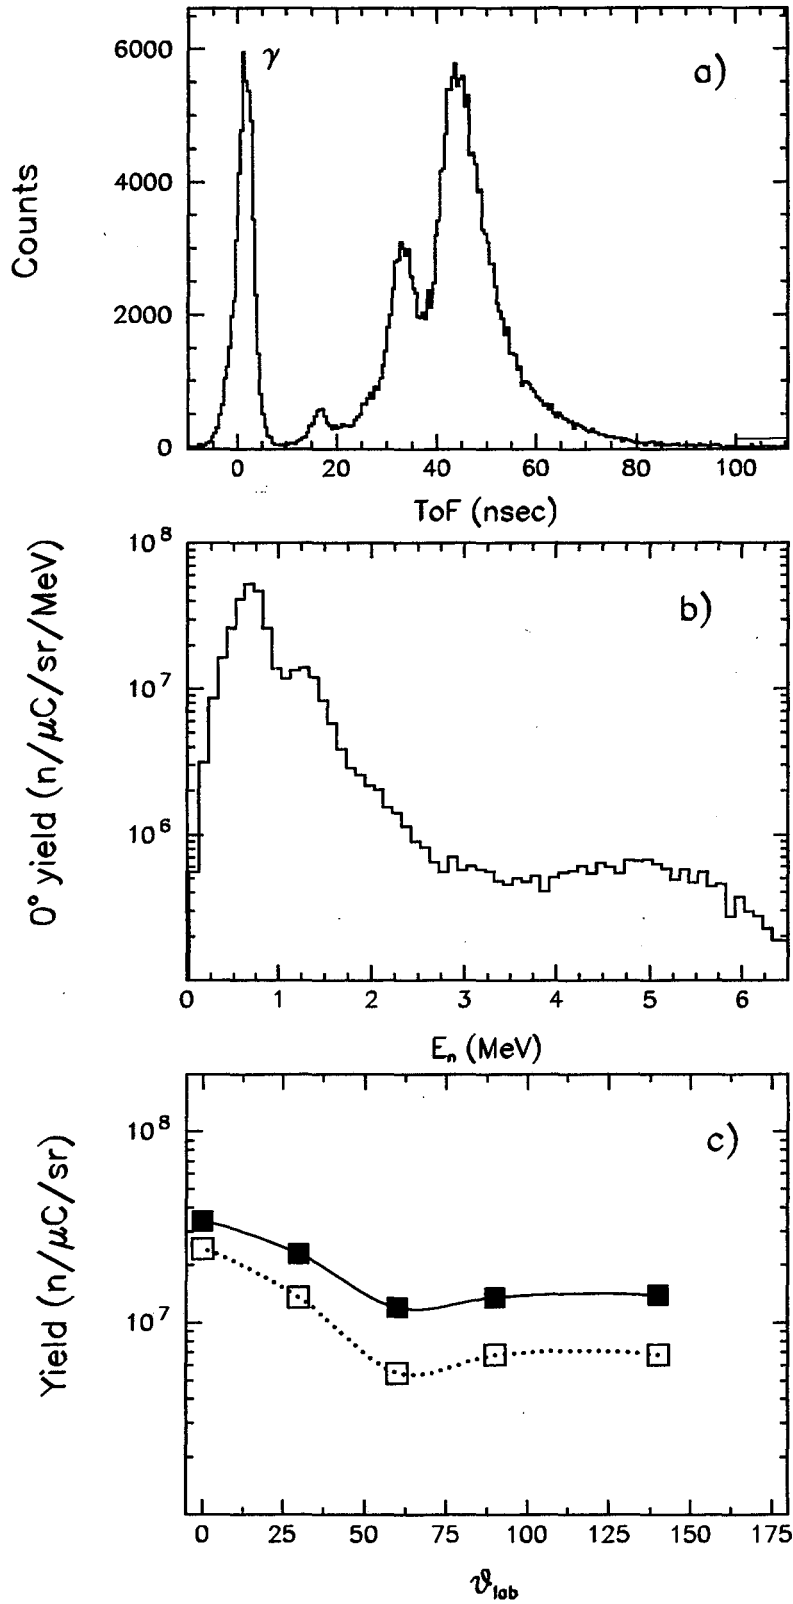 6000
γ
a)
4000
Counts
2000
0
0 20 40 60 80 100
ToF (nsec)
10⁸
b)
0° yield (n/μC/sr/MeV)
10⁷
10⁶
0 1 2 3 4 5 6
Eₙ (MeV)
c)
10⁸
Yield (n/μC/sr)
10⁷
0 25 50 75 100 125 150 175
ϑlab